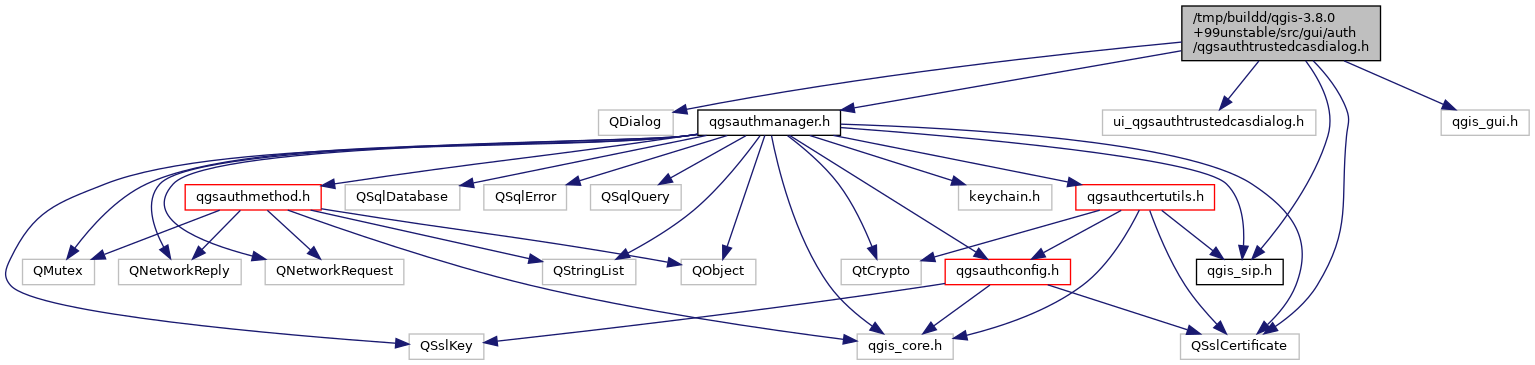 /tmp/buildd/qgis-3.8.0
+99unstable/src/gui/auth
/qgsauthtrustedcasdialog.h
QDialog
qgsauthmanager.h
ui_qgsauthtrustedcasdialog.h
qgis_gui.h
qgsauthmethod.h
QSqlDatabase
QSqlError
QSqlQuery
keychain.h
qgsauthcertutils.h
QMutex
QNetworkReply
QNetworkRequest
QStringList
QObject
QtCrypto
qgsauthconfig.h
qgis_sip.h
QSslKey
qgis_core.h
QSslCertificate